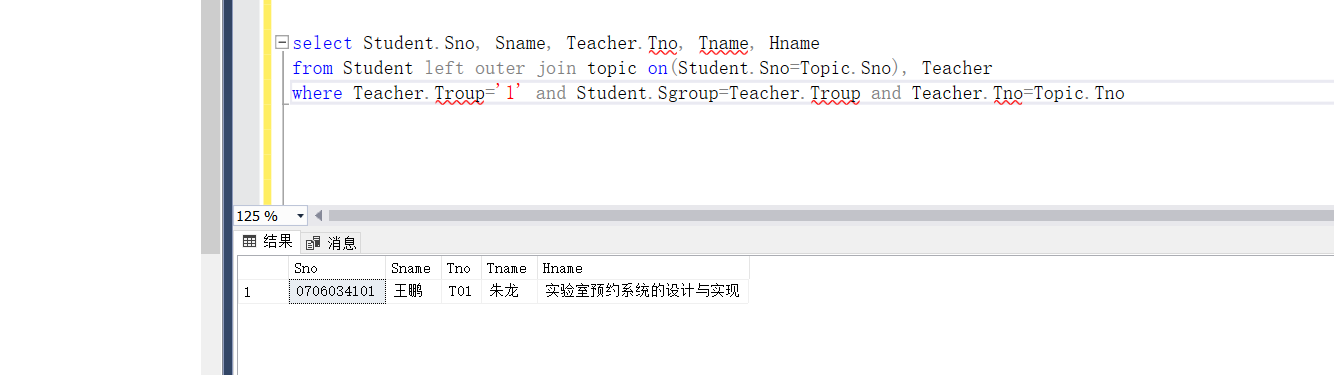 select Student.Sno, Sname, Teacher.Tno, Tname, Hname
from Student left outer join topic on(Student.Sno=Topic.Sno), Teacher
where Teacher.Troup='1' and Student.Sgroup=Teacher.Troup and Teacher.Tno=Topic.Tno
125 %
结果 消息
Sno Sname Tno Tname Hname
1 0706034101 王鹏 T01 朱龙 实验室预约系统的设计与实现